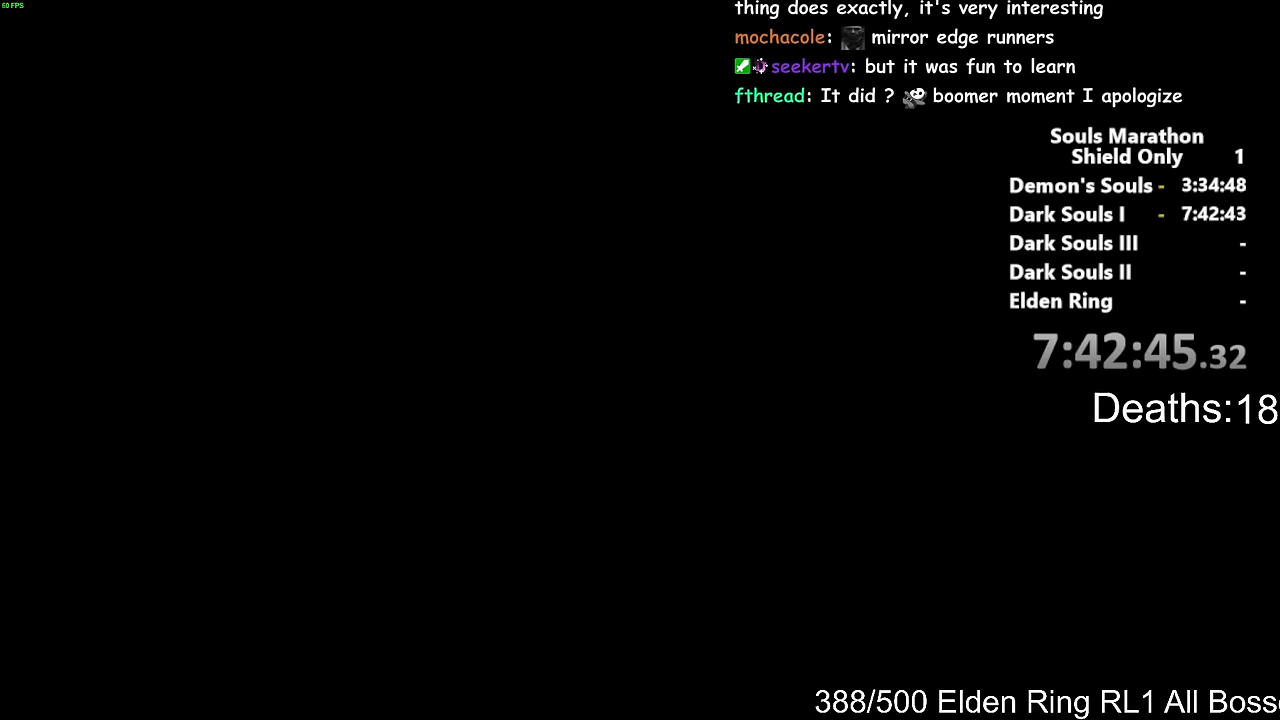 60 FPS
thing does exactly, it's very interesting
mochacole: mirror edge runners
seekertv: but it was fun to learn
fthread: It did ? boomer moment I apologize
Souls Marathon
Shield Only 1
Demon's Souls - 3:34:48
Dark Souls I - 7:42:43
Dark Souls III -
Dark Souls II -
Elden Ring -
7:42:45.32
Deaths:18
388/500 Elden Ring RL1 All Boss